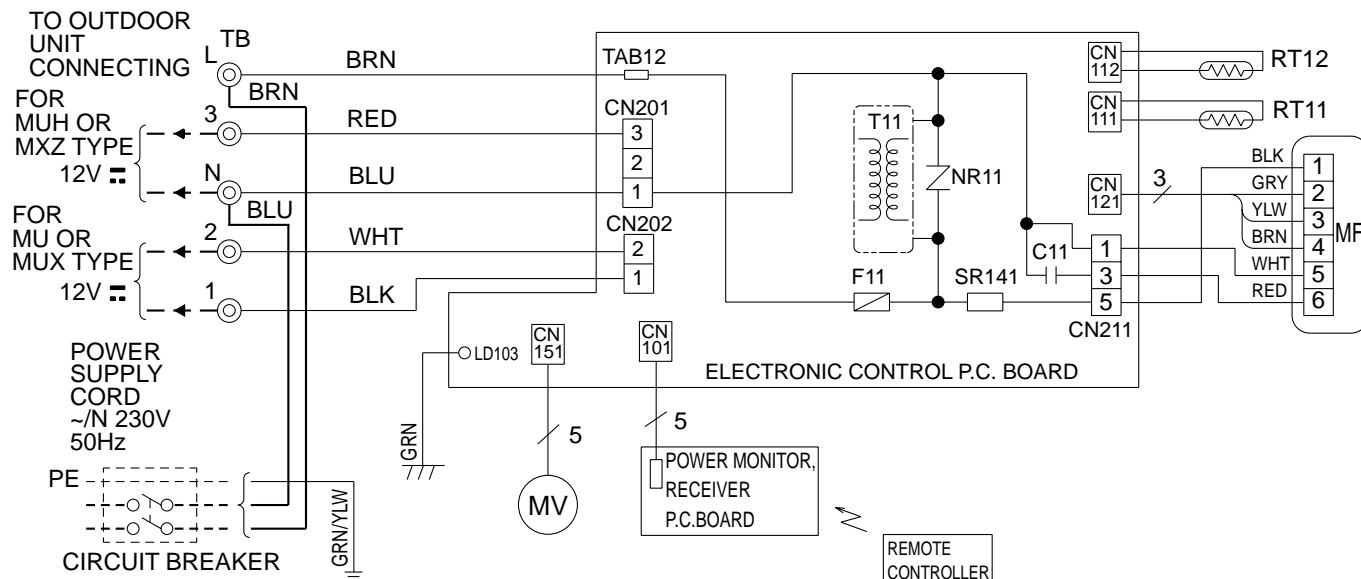 TO OUTDOOR
UNIT
CONNECTING
TB
L
BRN
BRN
FOR
MUH OR
MXZ TYPE
12V
3
RED
N
BLU
BLU
FOR
MU OR
MUX TYPE
12V
2
WHT
1
BLK
POWER
SUPPLY
CORD
~/N 230V
50Hz
PE
CIRCUIT BREAKER
GRN/YLW
TAB12
CN201
3
2
1
CN202
2
1
T11
NR11
F11
SR141
C11
1
3
5
CN211
CN
112
RT12
CN
111
RT11
CN
121
3
BLK
GRY
YLW
BRN
WHT
RED
1
2
3
4
5
6
MF
LD103
GRN
CN
151
5
MV
CN
101
5
ELECTRONIC CONTROL P.C. BOARD
POWER MONITOR,
RECEIVER
P.C.BOARD
REMOTE
CONTROLLER